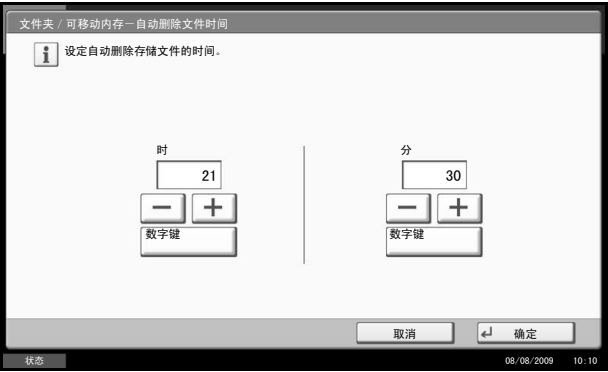 文件夹 / 可移动内存－自动删除文件时间
设定自动删除存储文件的时间。
时 分
21 30
－ ＋ － ＋
数字键 数字键
取消 确定
状态 08/08/2009 10:10